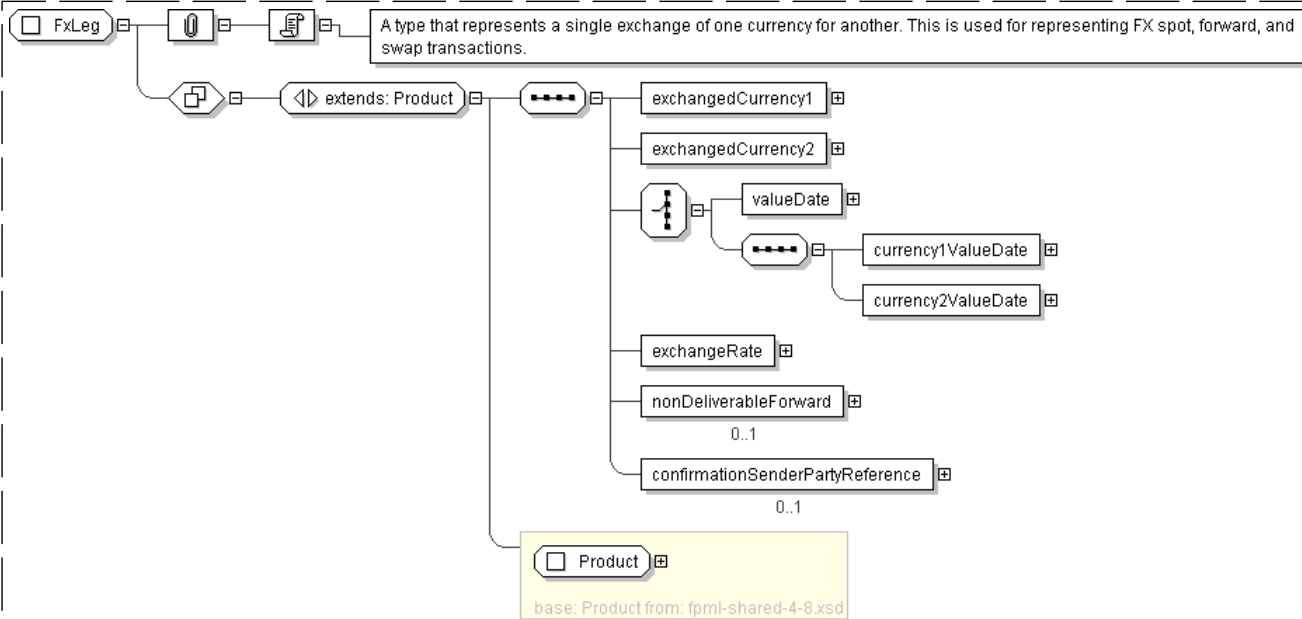 FxLeg
A type that represents a single exchange of one currency for another. This is used for representing FX spot, forward, and
swap transactions.
extends: Product
exchangedCurrency1
exchangedCurrency2
valueDate
currency1ValueDate
currency2ValueDate
exchangeRate
nonDeliverableForward
0..1
confirmationSenderPartyReference
0..1
Product
base: Product from: fpml-shared-4-8.xsd